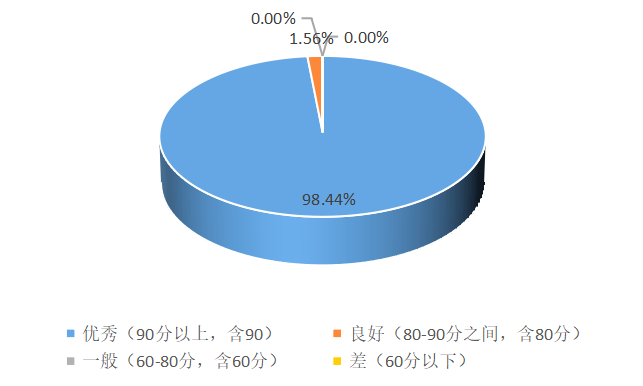 0.00%
1.56%
0.00%
98.44%
优秀（90分以上，含90）
良好（80-90分之间，含80分）
一般（60-80分，含60分）
差（60分以下）